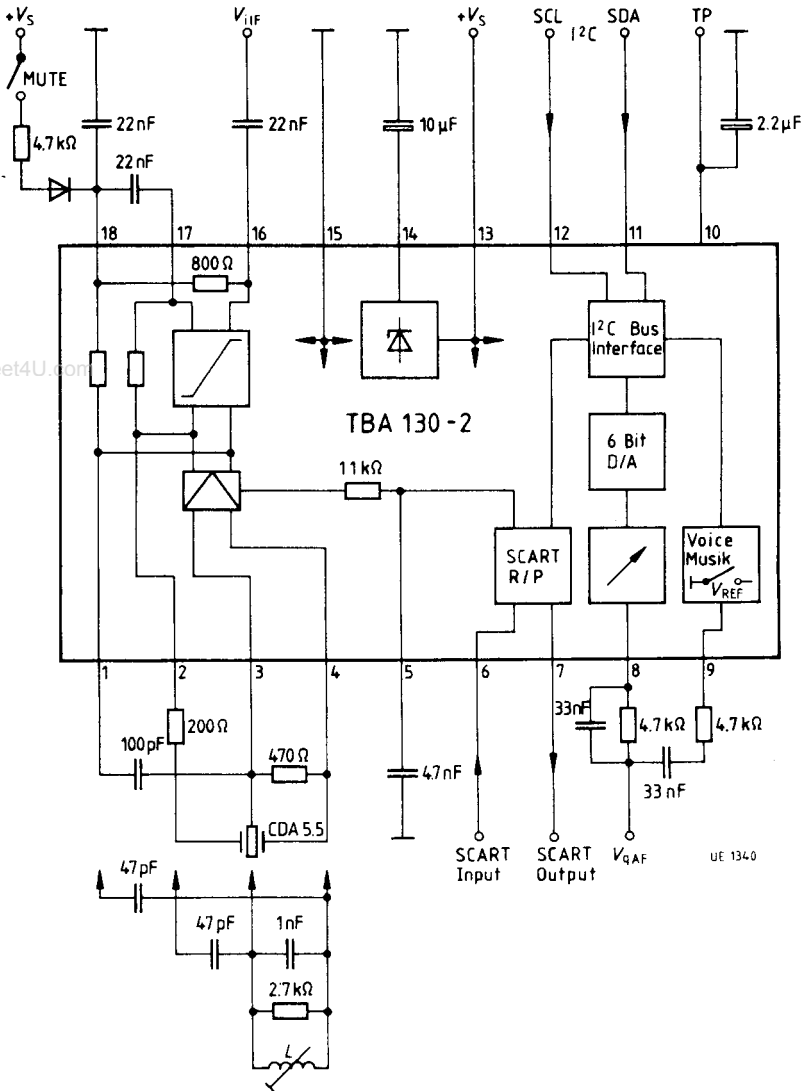 +VS
ViIF
+VS
SCL
I²C
SDA
TP
MUTE
4.7kΩ
22nF
22nF
22nF
10µF
2.2µF
18
17
16
15
14
13
12
11
10
800Ω
I²C Bus
Interface
eet4U.com
TBA 130-2
6 Bit
D/A
11kΩ
SCART
R/P
Voice
Musik
VREF
1
2
3
4
5
6
7
8
9
200Ω
100pF
470Ω
CDA 5.5
4.7nF
33nF
4.7kΩ
4.7kΩ
33nF
SCART
Input
SCART
Output
VqAF
UE 1340
47pF
47pF
1nF
2.7kΩ
L